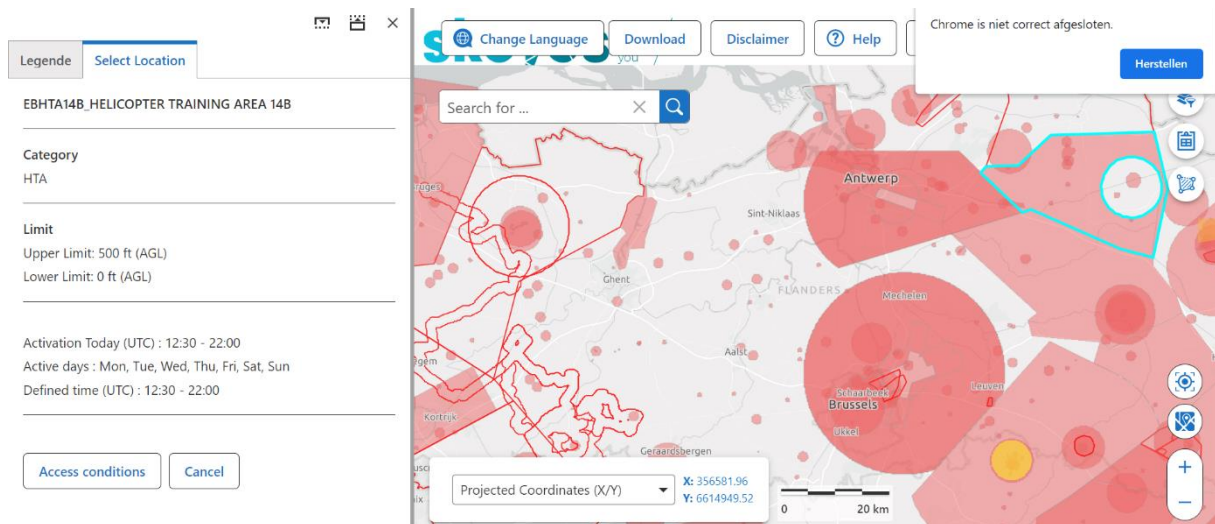 Legende
Select Location
EBHTA14B_HELICOPTER TRAINING AREA 14B
Category
HTA
Limit
Upper Limit: 500 ft (AGL)
Lower Limit: 0 ft (AGL)
Activation Today (UTC) : 12:30 - 22:00
Active days : Mon, Tue, Wed, Thu, Fri, Sat, Sun
Defined time (UTC) : 12:30 - 22:00
Access conditions
Cancel
Change Language
Download
Disclaimer
Help
you
Chrome is niet correct afgesloten.
Herstellen
Search for ...
Antwerp
Sint-Niklaas
Ghent
FLANDERS
Mechelen
Aalst
Leuven
Schaarbeek
Brussels
Ukkel
Kortrijk
Geraardsbergen
Projected Coordinates (X/Y)
X: 356581.96
Y: 6614949.52
0
20 km